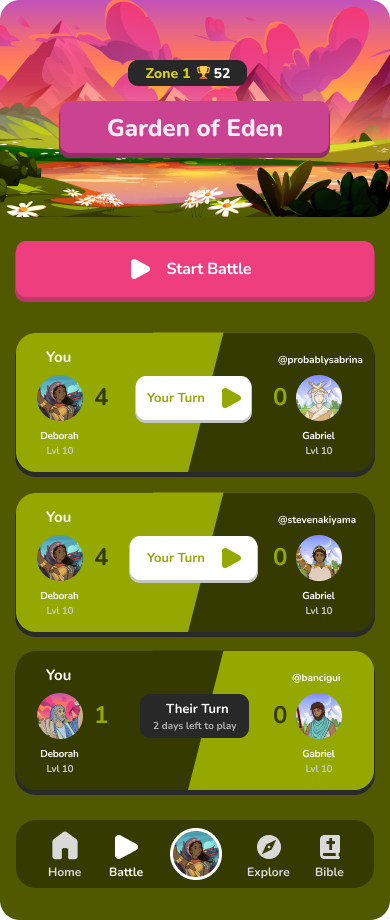 Zone 1 🏆 52
Garden of Eden
Start Battle
You
@probablysabrina
4
Your Turn
0
Deborah
Gabriel
Lvl 10
Lvl 10
You
@stevenakiyama
4
Your Turn
0
Deborah
Gabriel
Lvl 10
Lvl 10
You
@bancigui
1
Their Turn
2 days left to play
0
Deborah
Gabriel
Lvl 10
Lvl 10
Home
Battle
Explore
Bible